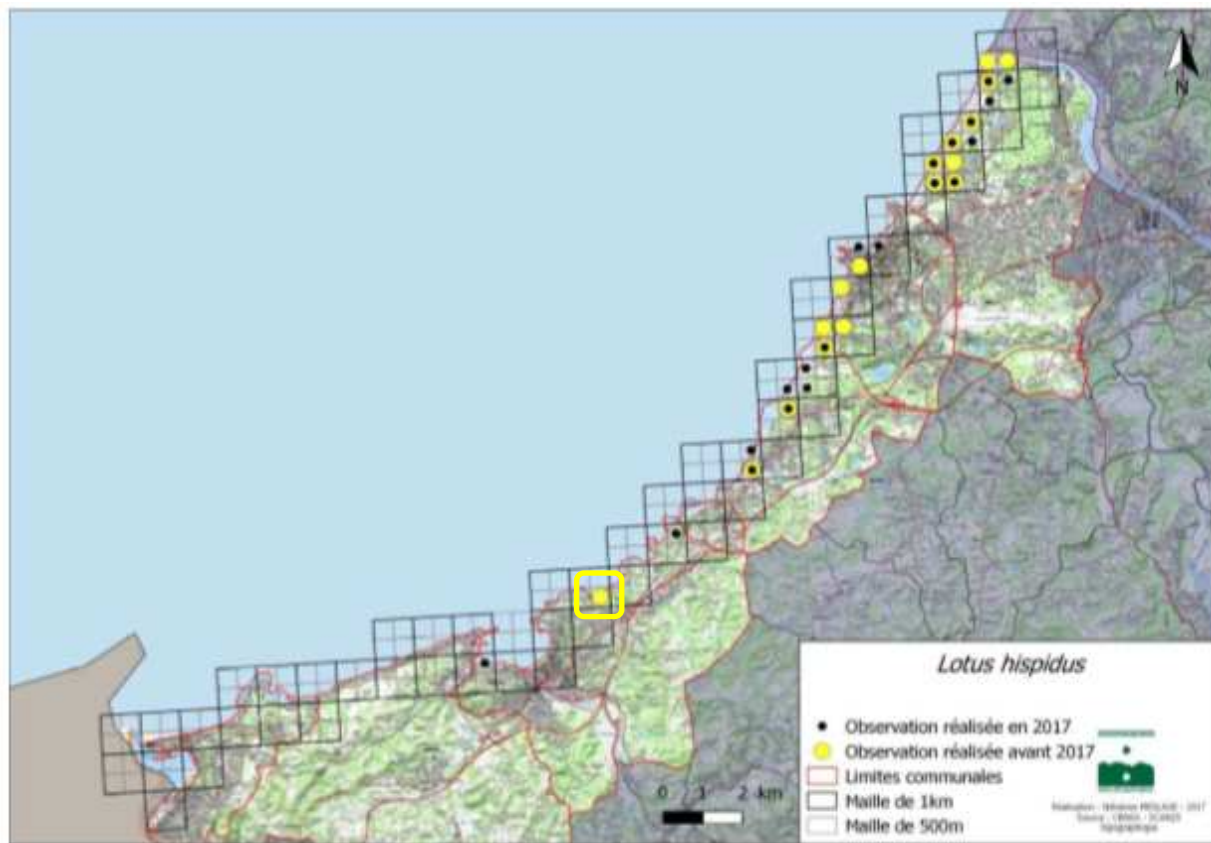 N
Lotus hispidus
Observation réalisée en 2017
Observation réalisée avant 2017
Limites communales
0 1 2 km
Maille de 1km
Maille de 500m
2017